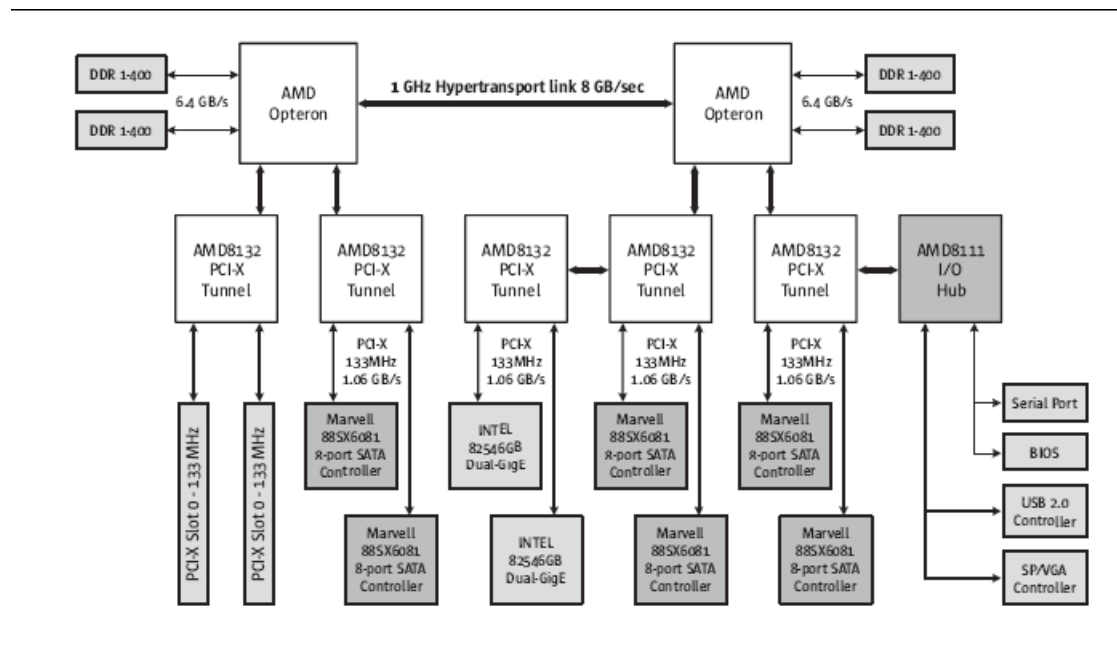 DDR 1-400
6.4 GB/s
DDR 1-400
AMD
Opteron
1 GHz Hypertransport link 8 GB/sec
AMD
Opteron
DDR 1-400
6.4 GB/s
DDR 1-400
AMD8132
PCI-X
Tunnel
AMD8132
PCI-X
Tunnel
AMD8132
PCI-X
Tunnel
AMD8132
PCI-X
Tunnel
AMD8132
PCI-X
Tunnel
AMD8111
I/O
Hub
PCI-X
133MHz
1.06 GB/s
PCI-X
133MHz
1.06 GB/s
PCI-X
133MHz
1.06 GB/s
PCI-X
133MHz
1.06 GB/s
PCI-X Slot 0 - 133 MHz
PCI-X Slot 0 - 133 MHz
Marvell
88SX6081
8-port SATA
Controller
INTEL
82546GB
Dual-GigE
Marvell
88SX6081
8-port SATA
Controller
Marvell
88SX6081
8-port SATA
Controller
Marvell
88SX6081
8-port SATA
Controller
INTEL
82546GB
Dual-GigE
Marvell
88SX6081
8-port SATA
Controller
Marvell
88SX6081
8-port SATA
Controller
Serial Port
BIOS
USB 2.0
Controller
SP/VGA
Controller